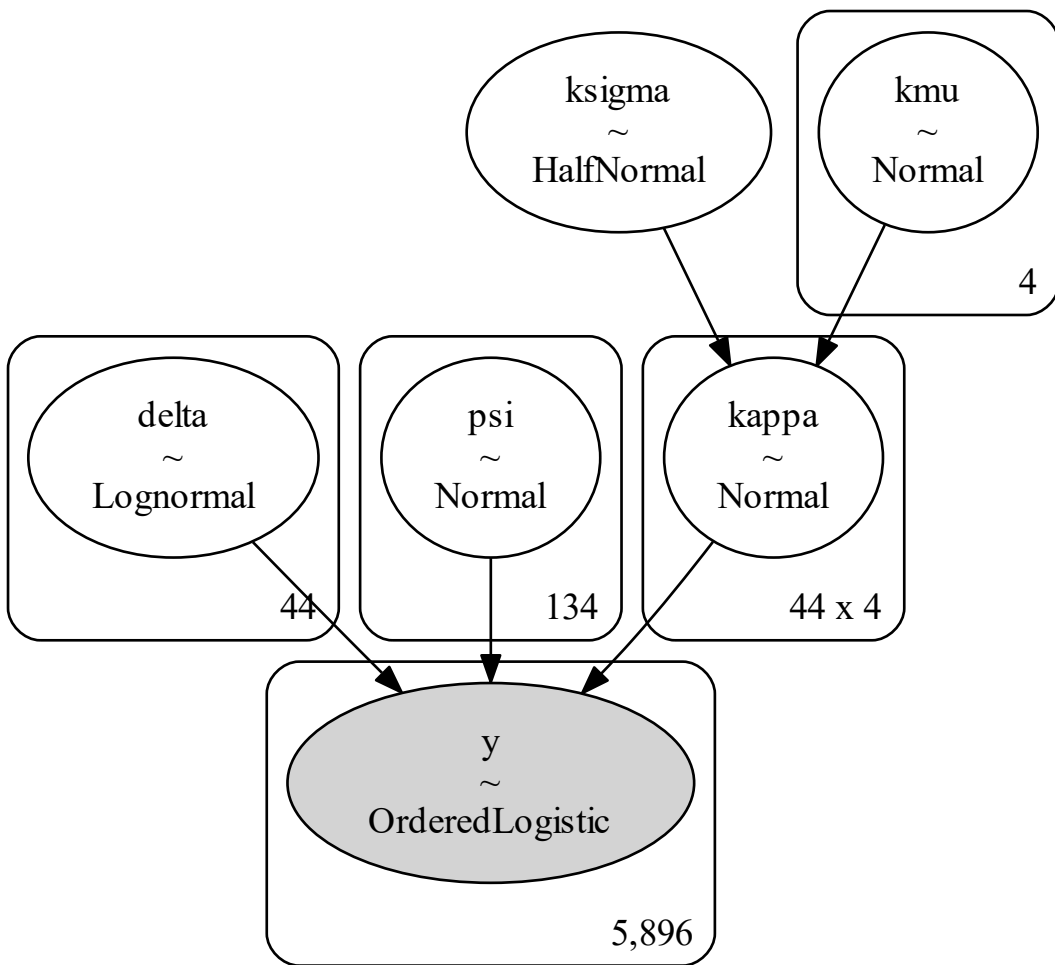 ksigma
~
HalfNormal
kmu
~
Normal
4
delta
~
Lognormal
44
psi
~
Normal
134
kappa
~
Normal
44 x 4
y
~
OrderedLogistic
5,896